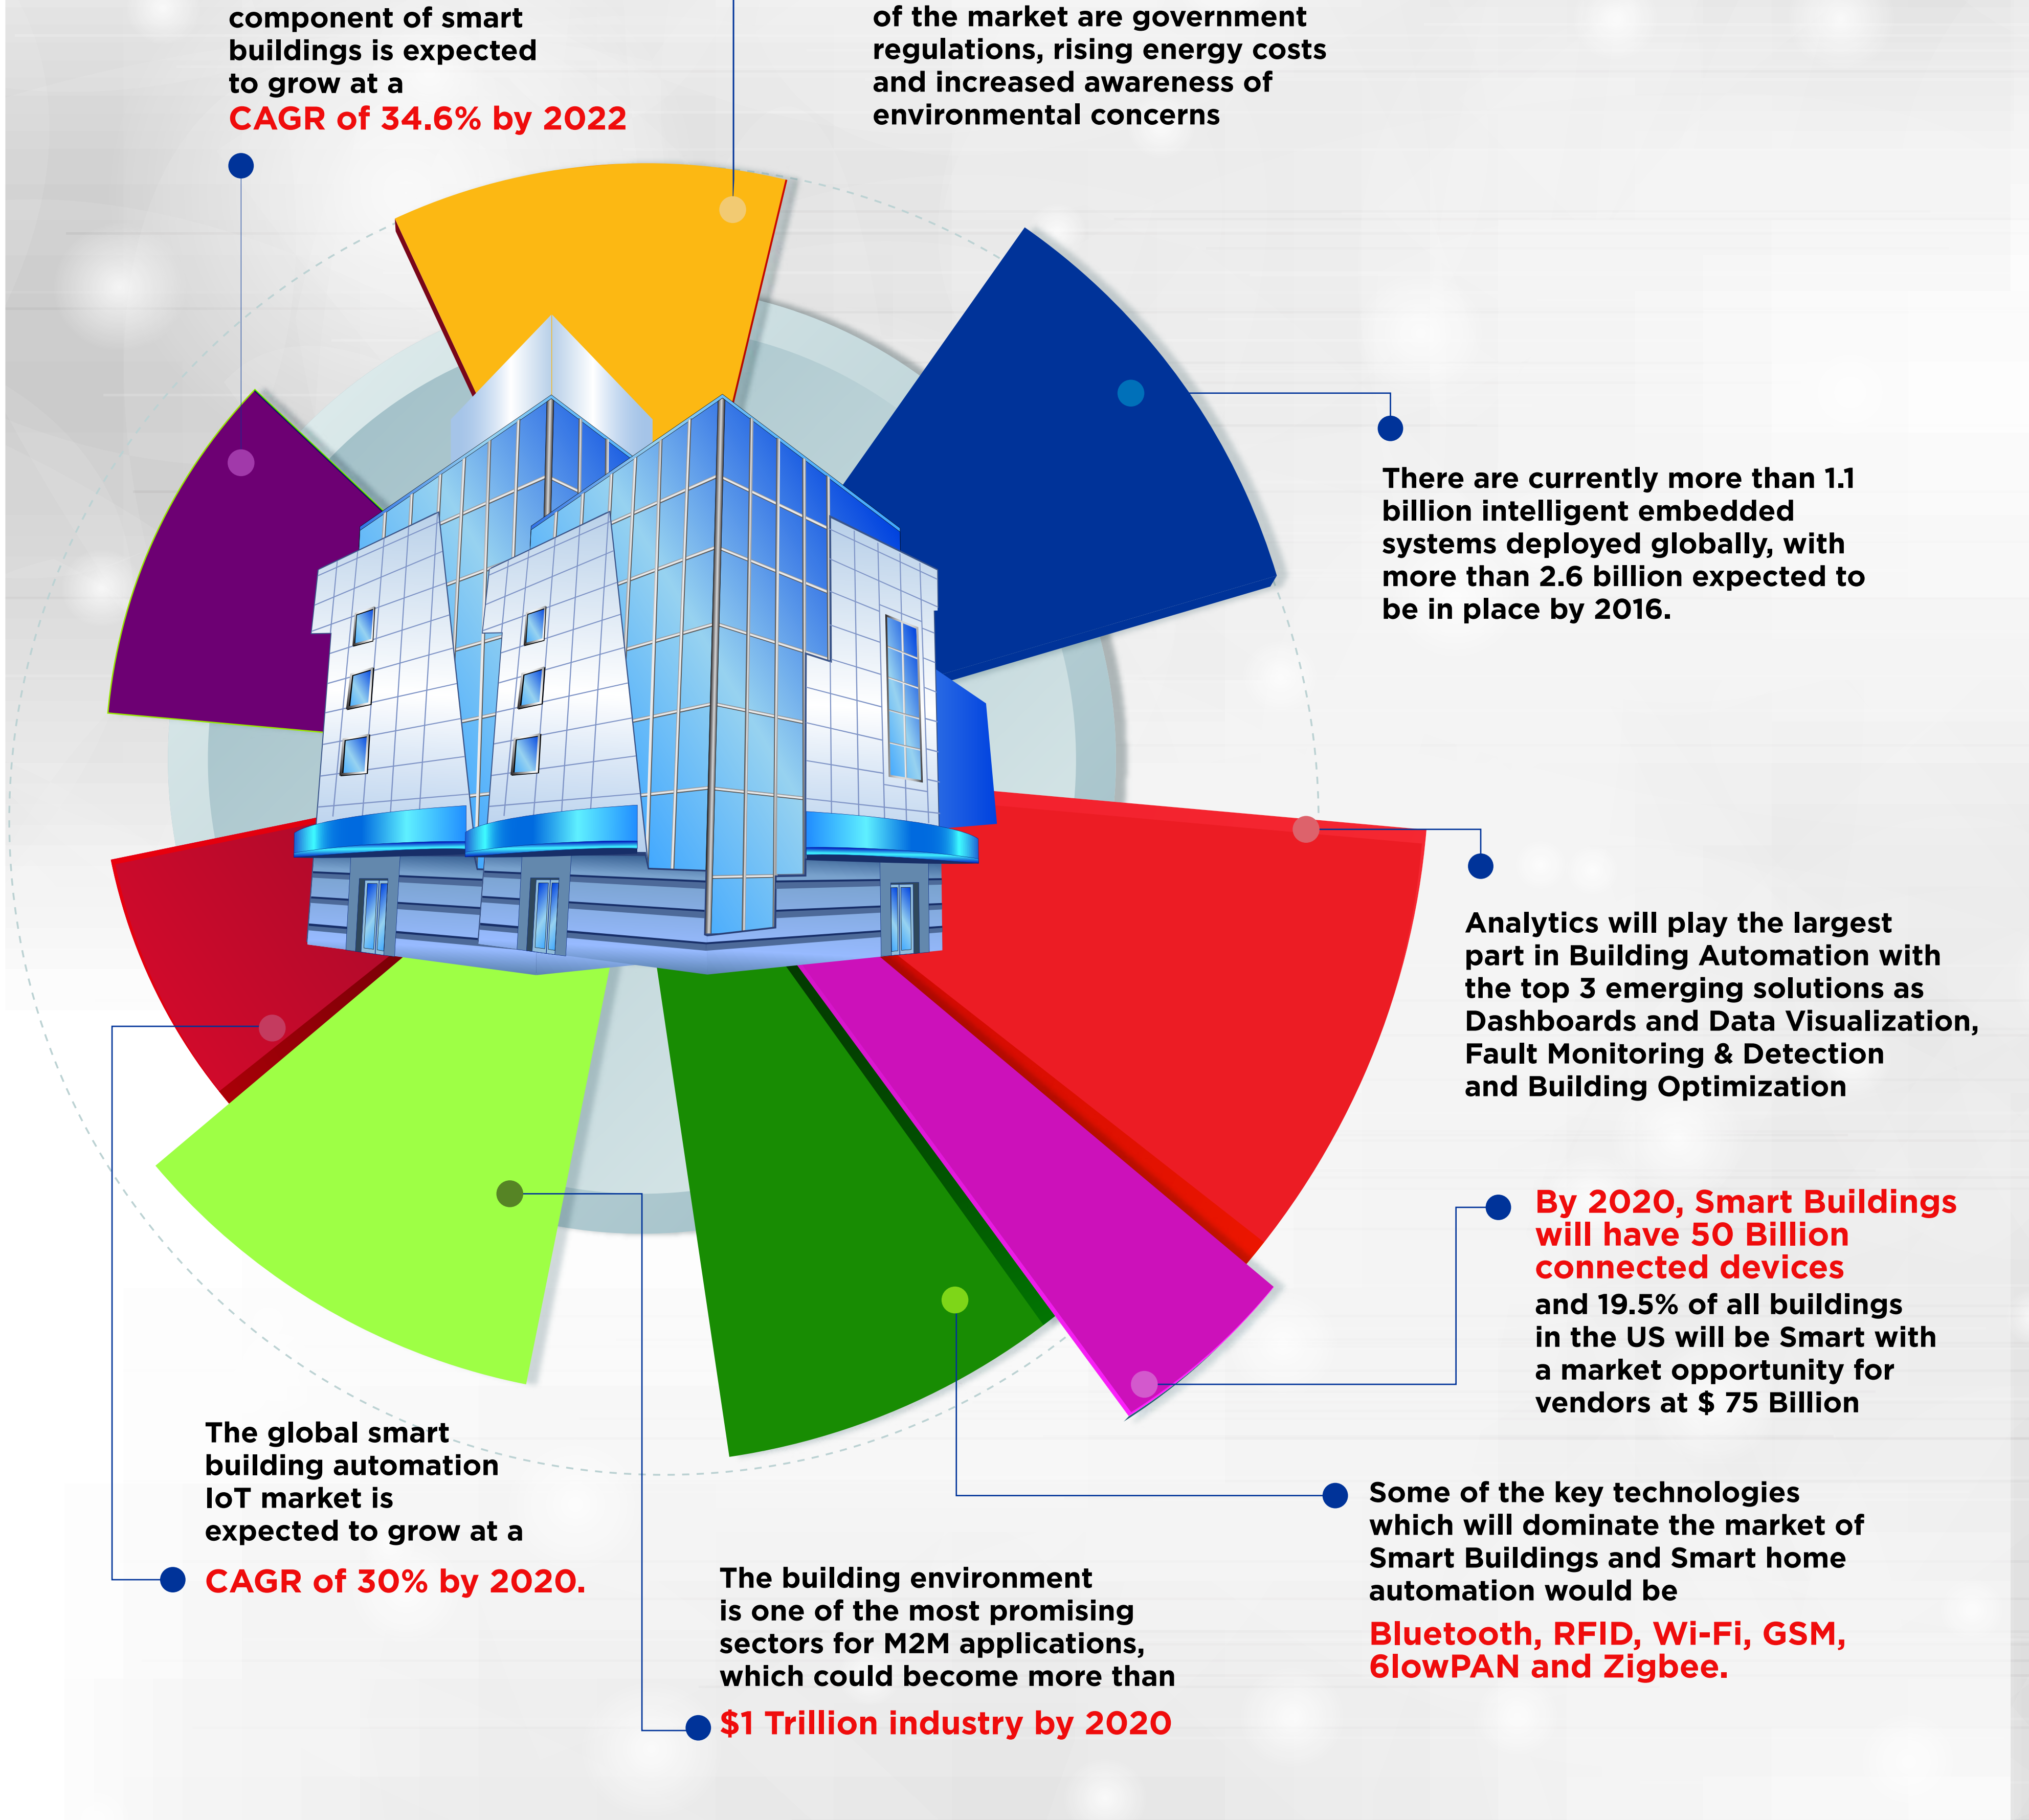 component of smart
buildings is expected
to grow at a
CAGR of 34.6% by 2022
of the market are government
regulations, rising energy costs
and increased awareness of
environmental concerns
There are currently more than 1.1
billion intelligent embedded
systems deployed globally, with
more than 2.6 billion expected to
be in place by 2016.
Analytics will play the largest
part in Building Automation with
the top 3 emerging solutions as
Dashboards and Data Visualization,
Fault Monitoring & Detection
and Building Optimization
By 2020, Smart Buildings
will have 50 Billion
connected devices
and 19.5% of all buildings
in the US will be Smart with
a market opportunity for
vendors at $ 75 Billion
Some of the key technologies
which will dominate the market of
Smart Buildings and Smart home
automation would be
Bluetooth, RFID, Wi-Fi, GSM,
6lowPAN and Zigbee.
The building environment
is one of the most promising
sectors for M2M applications,
which could become more than
$1 Trillion industry by 2020
The global smart
building automation
IoT market is
expected to grow at a
CAGR of 30% by 2020.